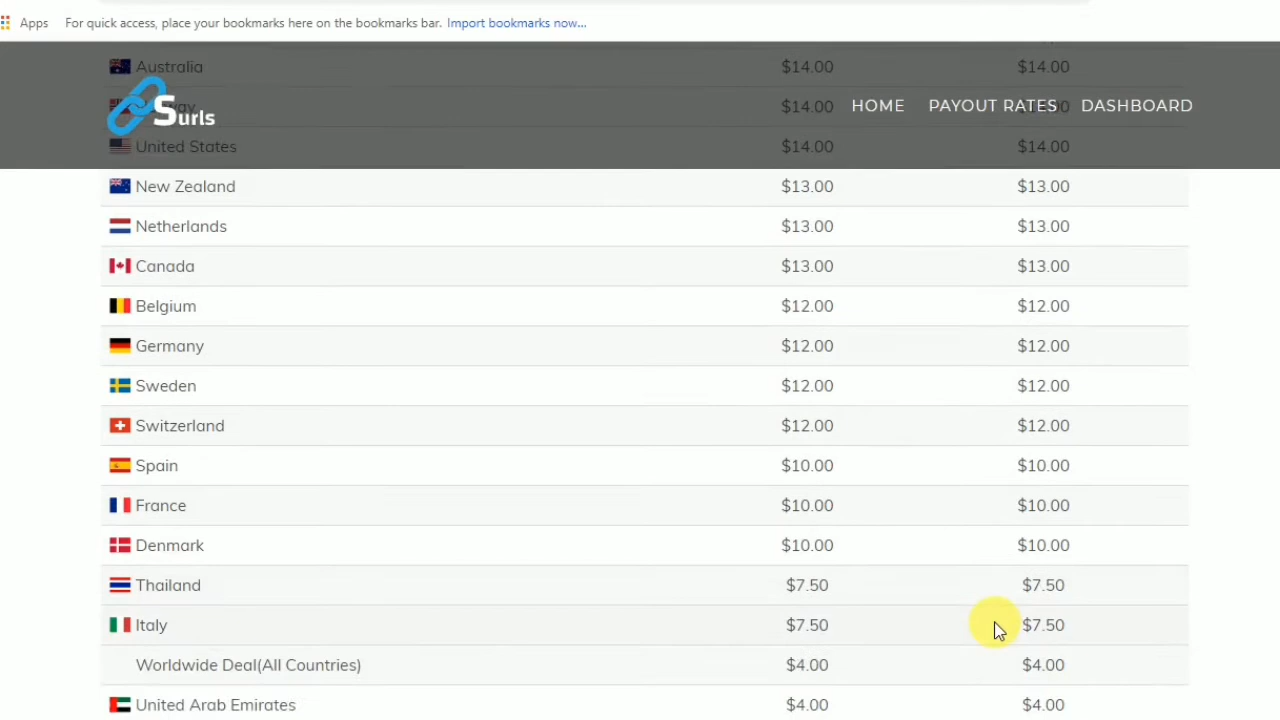 Apps For quick access, place your bookmarks here on the bookmarks bar. Import bookmarks now...
Australia $14.00 $14.00
Surls HOME PAYOUT RATES DASHBOARD
$14.00
United States $14.00 $14.00
New Zealand $13.00 $13.00
Netherlands $13.00 $13.00
Canada $13.00 $13.00
Belgium $12.00 $12.00
Germany $12.00 $12.00
Sweden $12.00 $12.00
Switzerland $12.00 $12.00
Spain $10.00 $10.00
France $10.00 $10.00
Denmark $10.00 $10.00
Thailand $7.50 $7.50
Italy $7.50 $7.50
Worldwide Deal(All Countries) $4.00 $4.00
United Arab Emirates $4.00 $4.00